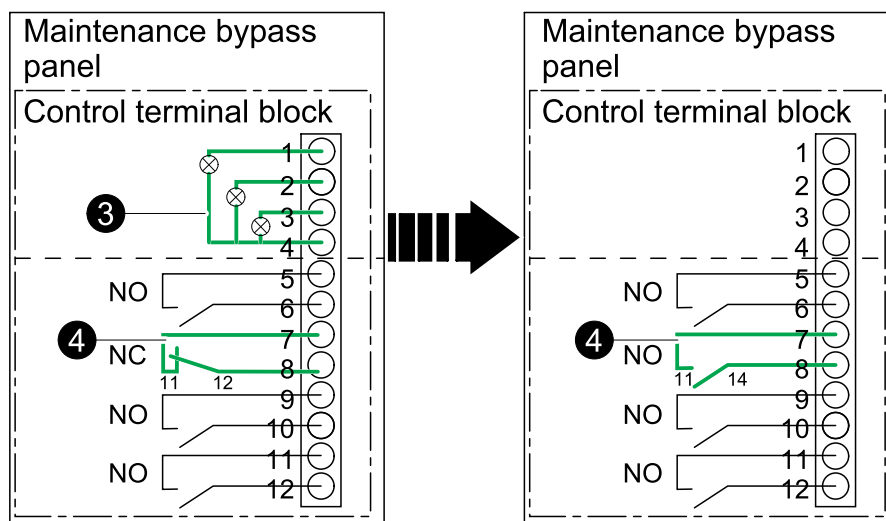 Maintenance bypass
panel
Control terminal block
1
2
3
3
4
5
NO
6
4
7
NC
8
11
12
9
NO
10
11
NO
12
Maintenance bypass
panel
Control terminal block
1
2
3
4
5
NO
6
4
7
NO
8
11
14
9
NO
10
11
NO
12